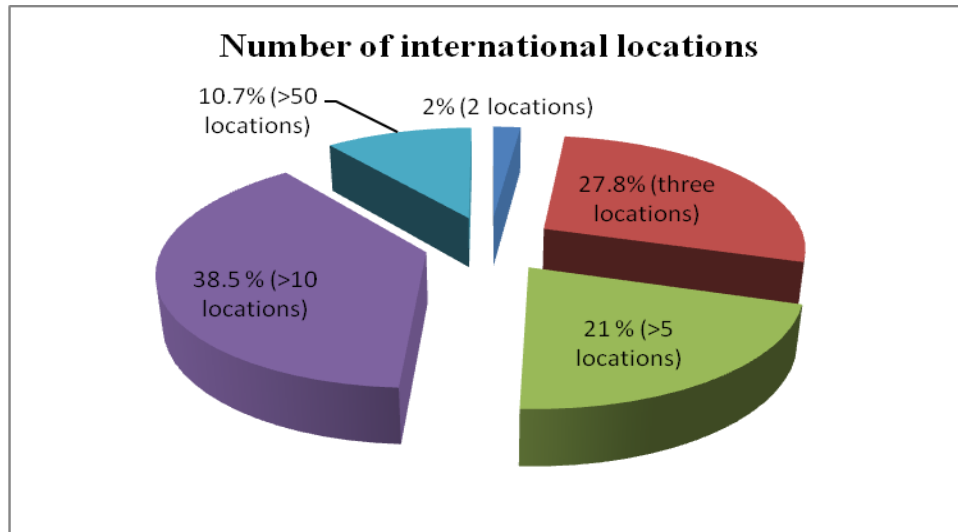 Number of international locations
10.7% (>50
locations)
2% (2 locations)
27.8% (three
locations)
38.5 % (>10
locations)
21 % (>5
locations)